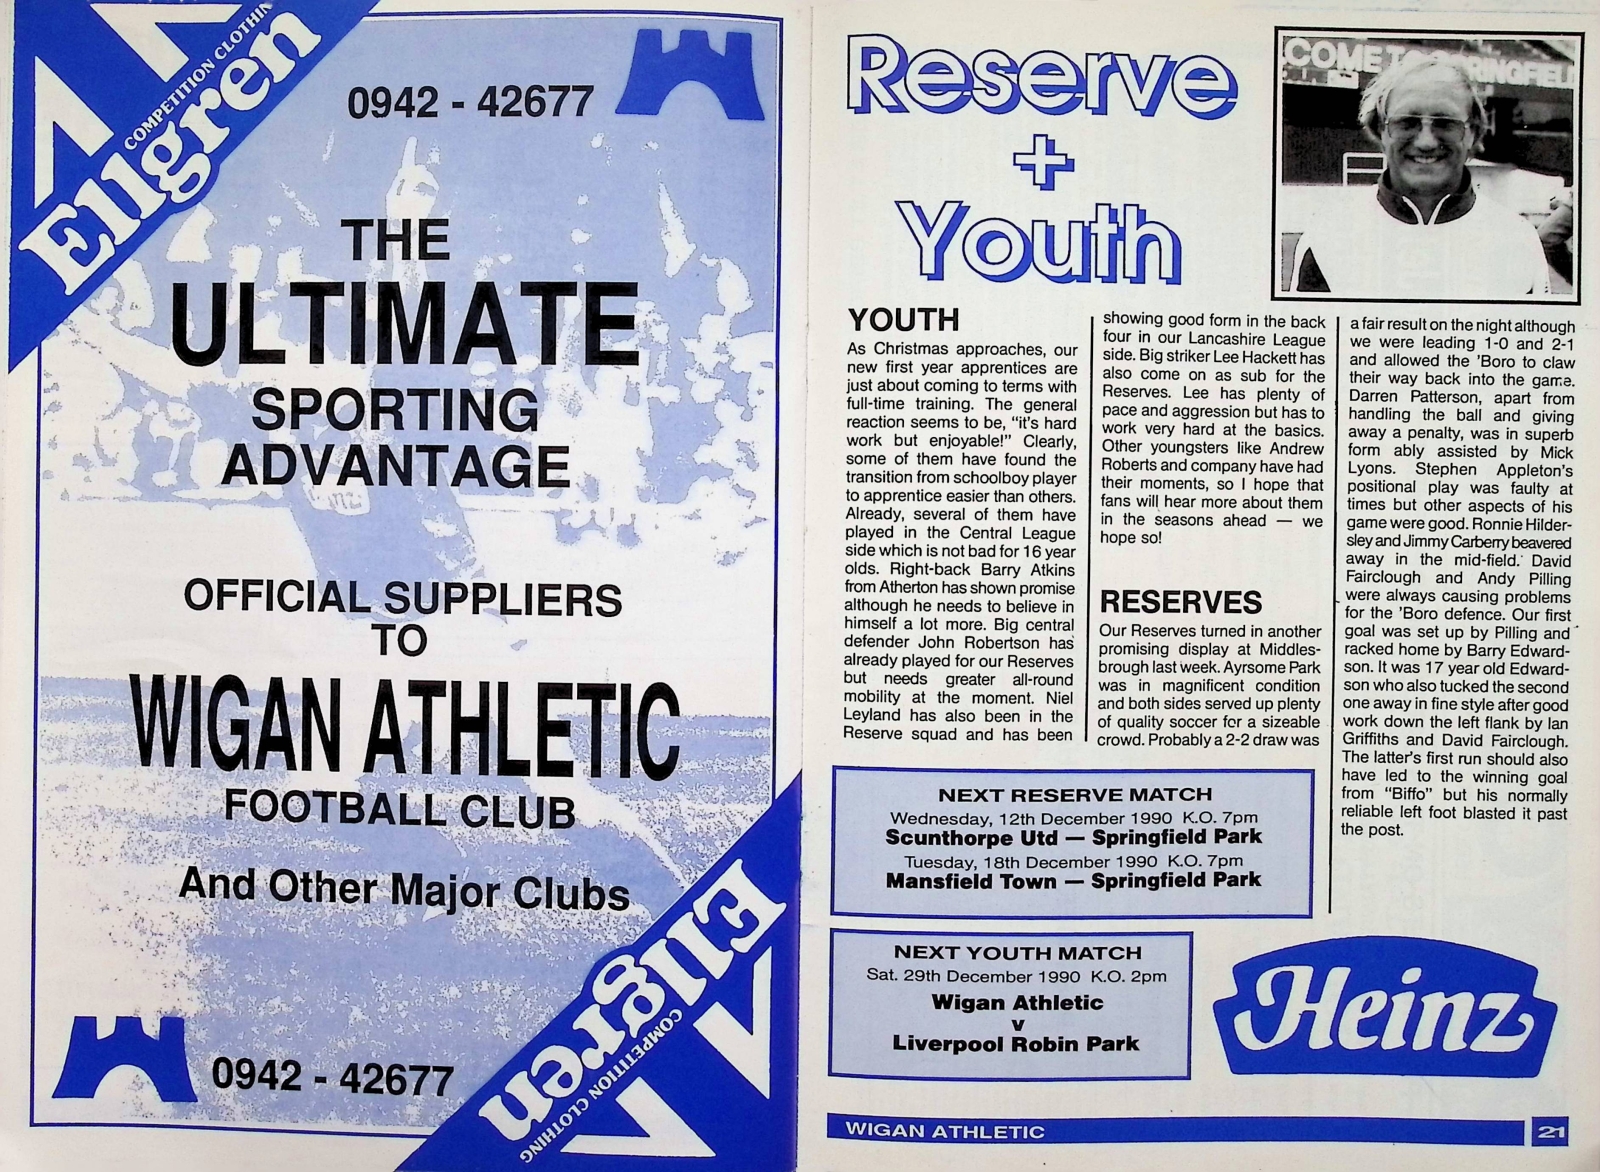 COMPETITION CLOTHING
Ellgren
0942 - 42677
THE
ULTIMATE
SPORTING
ADVANTAGE
OFFICIAL SUPPLIERS
TO
WIGAN ATHLETIC
FOOTBALL CLUB
And Other Major Clubs
0942 - 42677
Ellgren
COMPETITION CLOTHING
Reserve
+
Youth
COME TO SPRINGFIEL
YOUTH
As Christmas approaches, our
new first year apprentices are
just about coming to terms with
full-time training. The general
reaction seems to be, “it's hard
work but enjoyable!” Clearly,
some of them have found the
transition from schoolboy player
to apprentice easier than others.
Already, several of them have
played in the Central League
side which is not bad for 16 year
olds. Right-back Barry Atkins
from Atherton has shown promise
although he needs to believe in
himself a lot more. Big central
defender John Robertson has
already played for our Reserves
but needs greater all-round
mobility at the moment. Niel
Leyland has also been in the
Reserve squad and has been
showing good form in the back
four in our Lancashire League
side. Big striker Lee Hackett has
also come on as sub for the
Reserves. Lee has plenty of
pace and aggression but has to
work very hard at the basics.
Other youngsters like Andrew
Roberts and company have had
their moments, so I hope that
fans will hear more about them
in the seasons ahead — we
hope so!
RESERVES
Our Reserves turned in another
promising display at Middles-
brough last week. Ayrsome Park
was in magnificent condition
and both sides served up plenty
of quality soccer for a sizeable
crowd. Probably a 2-2 draw was
a fair result on the night although
we were leading 1-0 and 2-1
and allowed the 'Boro to claw
their way back into the game.
Darren Patterson, apart from
handling the ball and giving
away a penalty, was in superb
form ably assisted by Mick
Lyons. Stephen Appleton's
positional play was faulty at
times but other aspects of his
game were good. Ronnie Hilder-
sley and Jimmy Carberry beavered
away in the mid-field. David
Fairclough and Andy Pilling
were always causing problems
for the 'Boro defence. Our first
goal was set up by Pilling and
racked home by Barry Edward-
son. It was 17 year old Edward-
son who also tucked the second
one away in fine style after good
work down the left flank by Ian
Griffiths and David Fairclough.
The latter's first run should also
have led to the winning goal
from “Biffo” but his normally
reliable left foot blasted it past
the post.
NEXT RESERVE MATCH
Wednesday, 12th December 1990 K.O. 7pm
Scunthorpe Utd — Springfield Park
Tuesday, 18th December 1990 K.O. 7pm
Mansfield Town — Springfield Park
NEXT YOUTH MATCH
Sat. 29th December 1990 K.O. 2pm
Wigan Athletic
v
Liverpool Robin Park
Heinz
WIGAN ATHLETIC 21